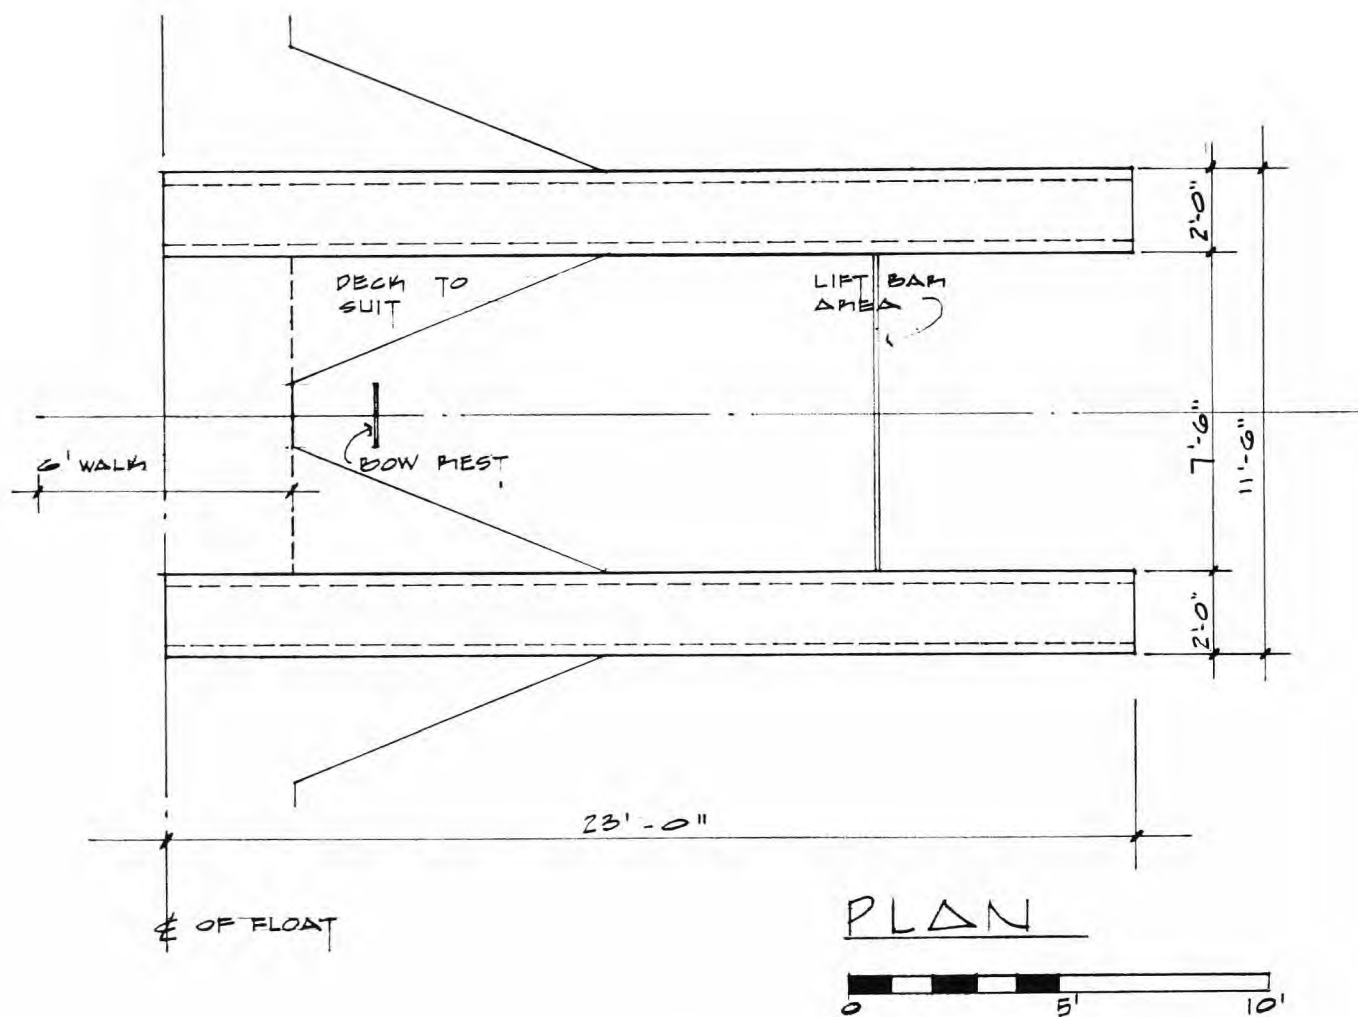 2'-0"
DECK TO
SUIT
LIFT BAR
AREA
7'-6"
11'-6"
6' WALK
BOW REST
2'-0"
23'-0"
℄ OF FLOAT
PLAN
0 5' 10'